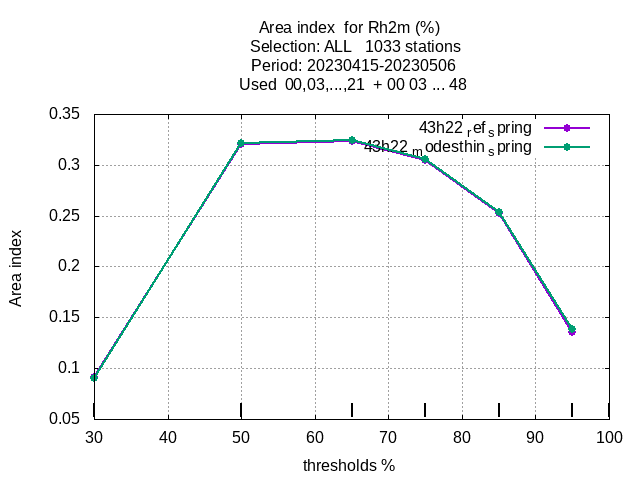 Area index  for Rh2m (%)
Selection: ALL   1033 stations
Period: 20230415-20230506
Used  00,03,...,21  + 00 03 ... 48
0.35
0.3
0.25
0.2
0.15
0.1
0.05
Area index
43h22 ref spring
43h22 modesthin spring
30 40 50 60 70 80 90 100
thresholds %